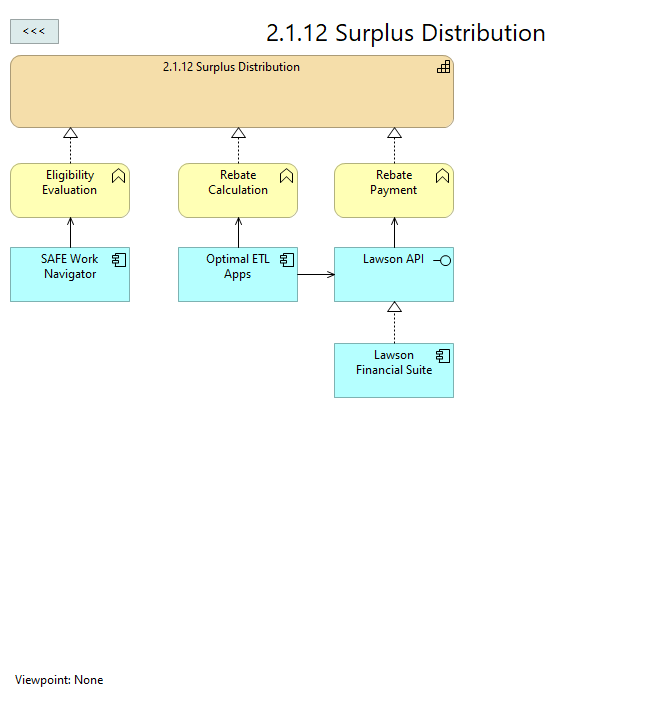 <<<
2.1.12 Surplus Distribution
2.1.12 Surplus Distribution
Eligibility
Evaluation
Rebate
Calculation
Rebate
Payment
SAFE Work
Navigator
Optimal ETL
Apps
Lawson API
Lawson
Financial Suite
Viewpoint: None